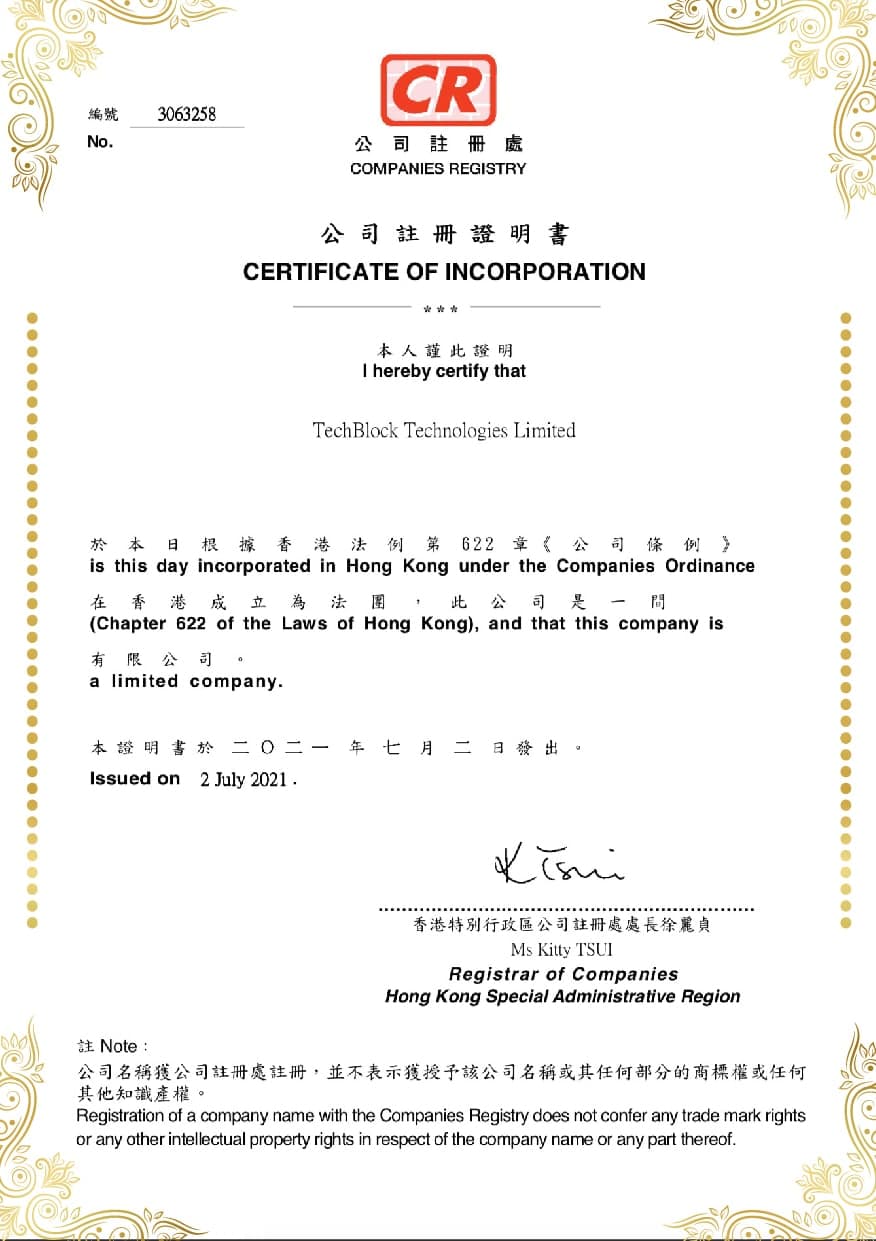 CR
編號 3063258
No.
公司註冊處
COMPANIES REGISTRY
公司註冊證明書
CERTIFICATE OF INCORPORATION
***
本人謹此證明
I hereby certify that
TechBlock Technologies Limited
於本日根據香港法例第622章《公司條例》
is this day incorporated in Hong Kong under the Companies Ordinance
在香港成立為法團，此公司是一間
(Chapter 622 of the Laws of Hong Kong), and that this company is
有限公司。
a limited company.
本證明書於二〇二一年七月二日發出。
Issued on 2 July 2021.
K Tsui
香港特別行政區公司註冊處處長徐麗貞
Ms Kitty TSUI
Registrar of Companies
Hong Kong Special Administrative Region
註 Note：
公司名稱獲公司註冊處註冊，並不表示獲授予該公司名稱或其任何部分的商標權或任何
其他知識產權。
Registration of a company name with the Companies Registry does not confer any trade mark rights
or any other intellectual property rights in respect of the company name or any part thereof.